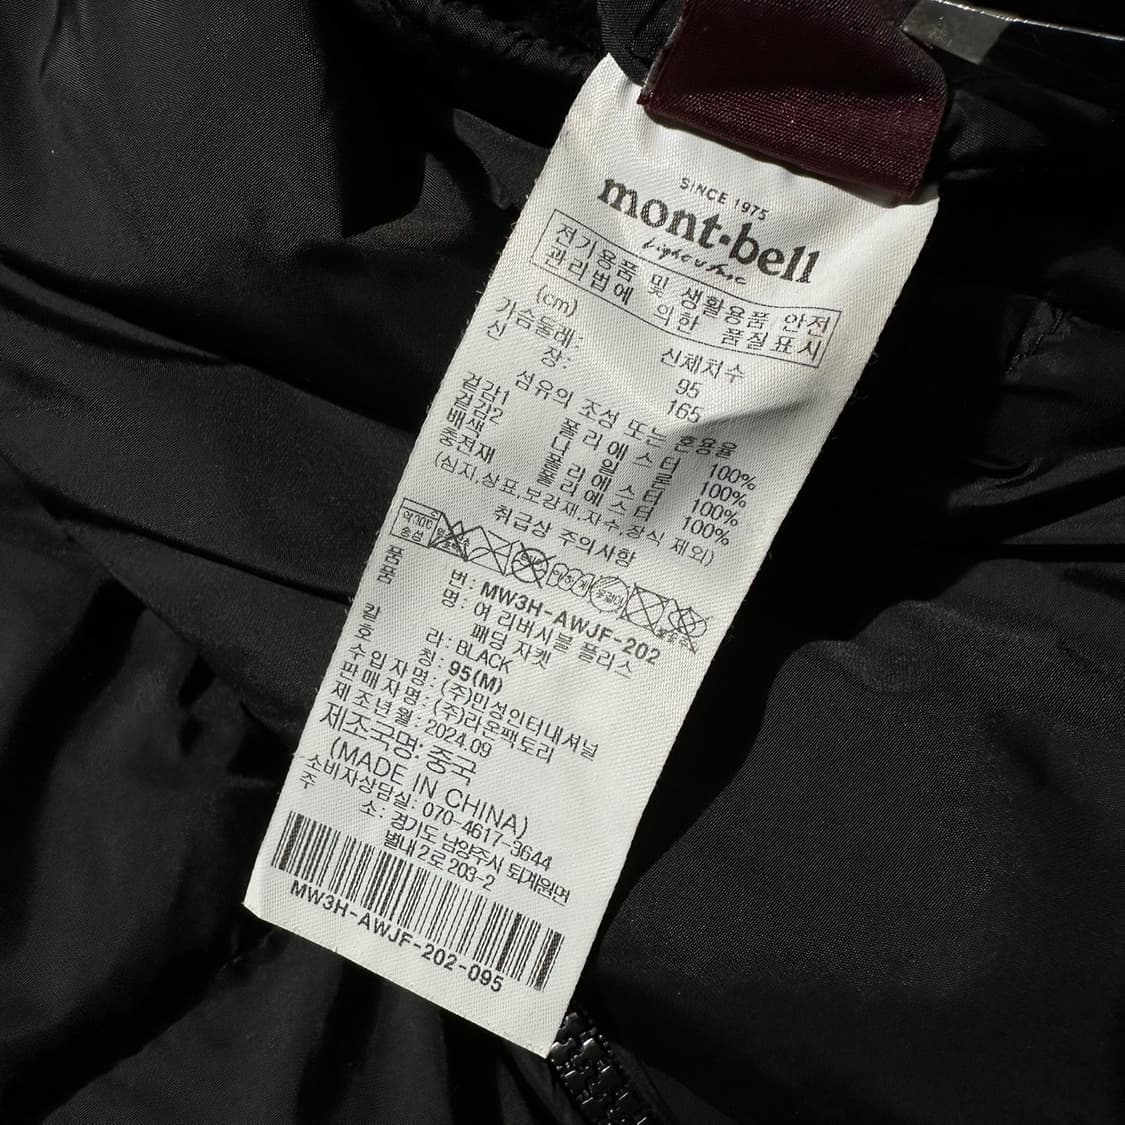 SINCE 1975
mont·bell
전기용품 및 생활용품 안전
관리법에 의한 품질표시
(cm) 신체치수
가슴둘레: 95
신 장: 165
섬유의 조성 또는 혼용율
겉감1 폴리에스터 100%
겉감2 나일론 100%
배색 폴리에스터 100%
충전재 폴리에스터 100%
(심지,상표,보강재,자수,장식 제외)
취급상 주의사항
품 번: MW3H-AWJF-202
품 명: 여 리버시블 플리스
패딩 자켓
칼 라: BLACK
호 칭: 95(M)
수입자명: (주)민성인터내셔널
판매자명: (주)라온팩토리
제조년월: 2024.09
제조국명: 중국
(MADE IN CHINA)
소비자상담실: 070-4617-3644
주 소: 경기도 남양주시 퇴계원면
별내2로 203-2
MW3H-AWJF-202-095